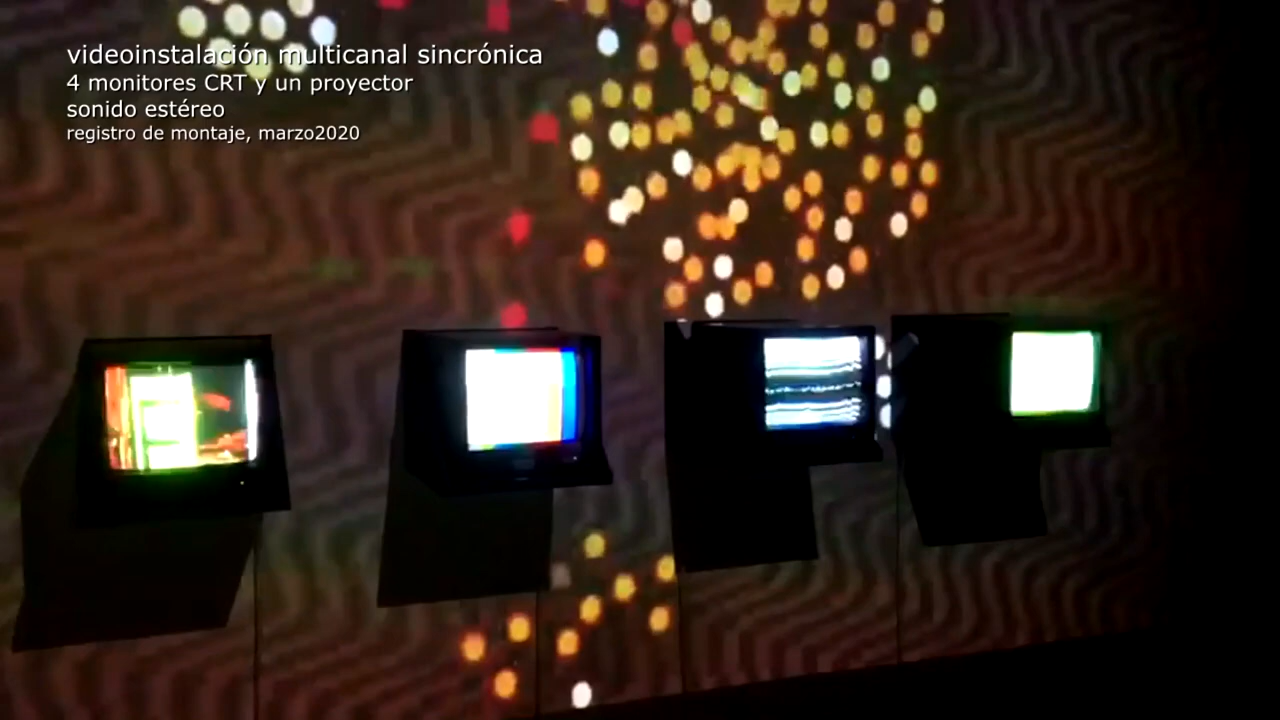 videoinstalación multicanal sincrónica
4 monitores CRT y un proyector
sonido estéreo
registro de montaje, marzo2020